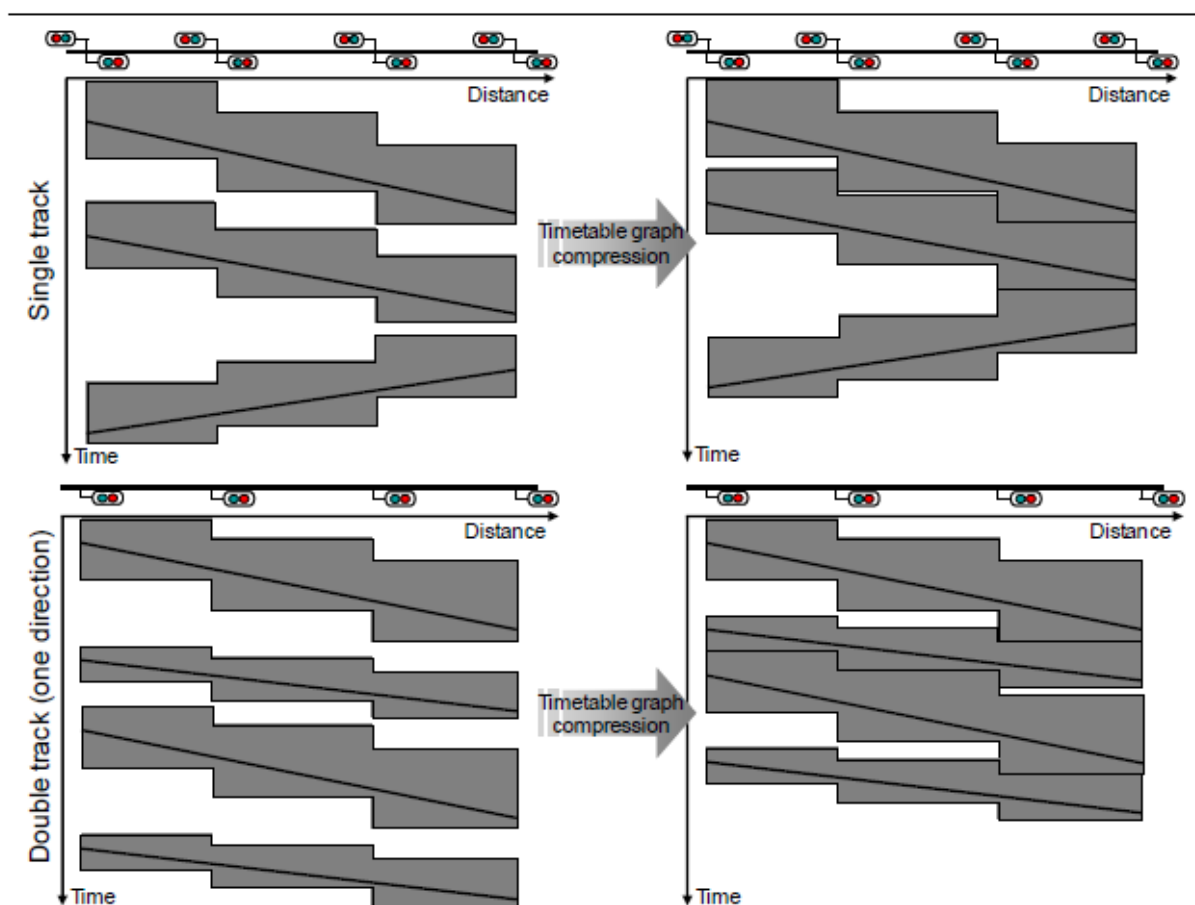 Distance
Distance
Single track
Timetable graph
compression
Time
Time
Distance
Distance
Double track (one direction)
Timetable graph
compression
Time
Time